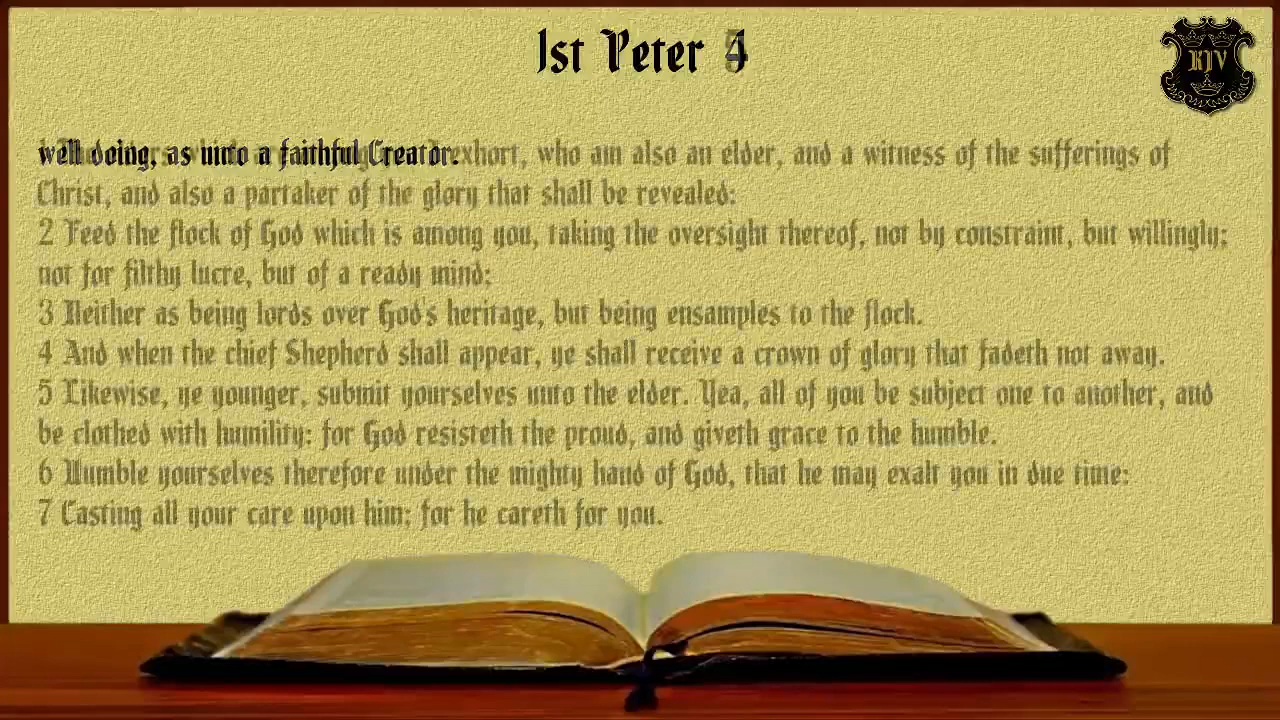 1st Peter
KJV
well doing, as unto a faithful Creator. exhort, who am also an elder, and a witness of the sufferings of
Christ, and also a partaker of the glory that shall be revealed:
2 Feed the flock of God which is among you, taking the oversight thereof, not by constraint, but willingly;
not for filthy lucre, but of a ready mind;
3 Neither as being lords over God's heritage, but being ensamples to the flock.
4 And when the chief Shepherd shall appear, ye shall receive a crown of glory that fadeth not away.
5 Likewise, ye younger, submit yourselves unto the elder. Yea, all of you be subject one to another, and
be clothed with humility: for God resisteth the proud, and giveth grace to the humble.
6 Humble yourselves therefore under the mighty hand of God, that he may exalt you in due time:
7 Casting all your care upon him; for he careth for you.